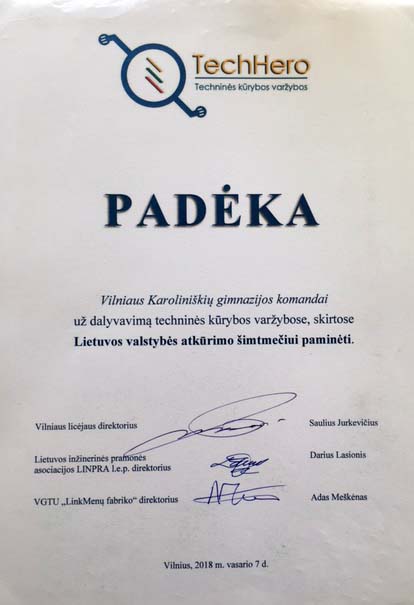 TechHero
Techninės kūrybos varžybos
PADĖKA
Vilniaus Karoliniškių gimnazijos komandai
už dalyvavimą techninės kūrybos varžybose, skirtose
Lietuvos valstybės atkūrimo šimtmečiui paminėti.
Vilniaus licėjaus direktorius
Saulius Jurkevičius
Lietuvos inžinerinės pramonės
asociacijos LINPRA l.e.p. direktorius
Darius Lasionis
VGTU „LinkMenų fabriko“ direktorius
Adas Meškėnas
Vilnius, 2018 m. vasario 7 d.